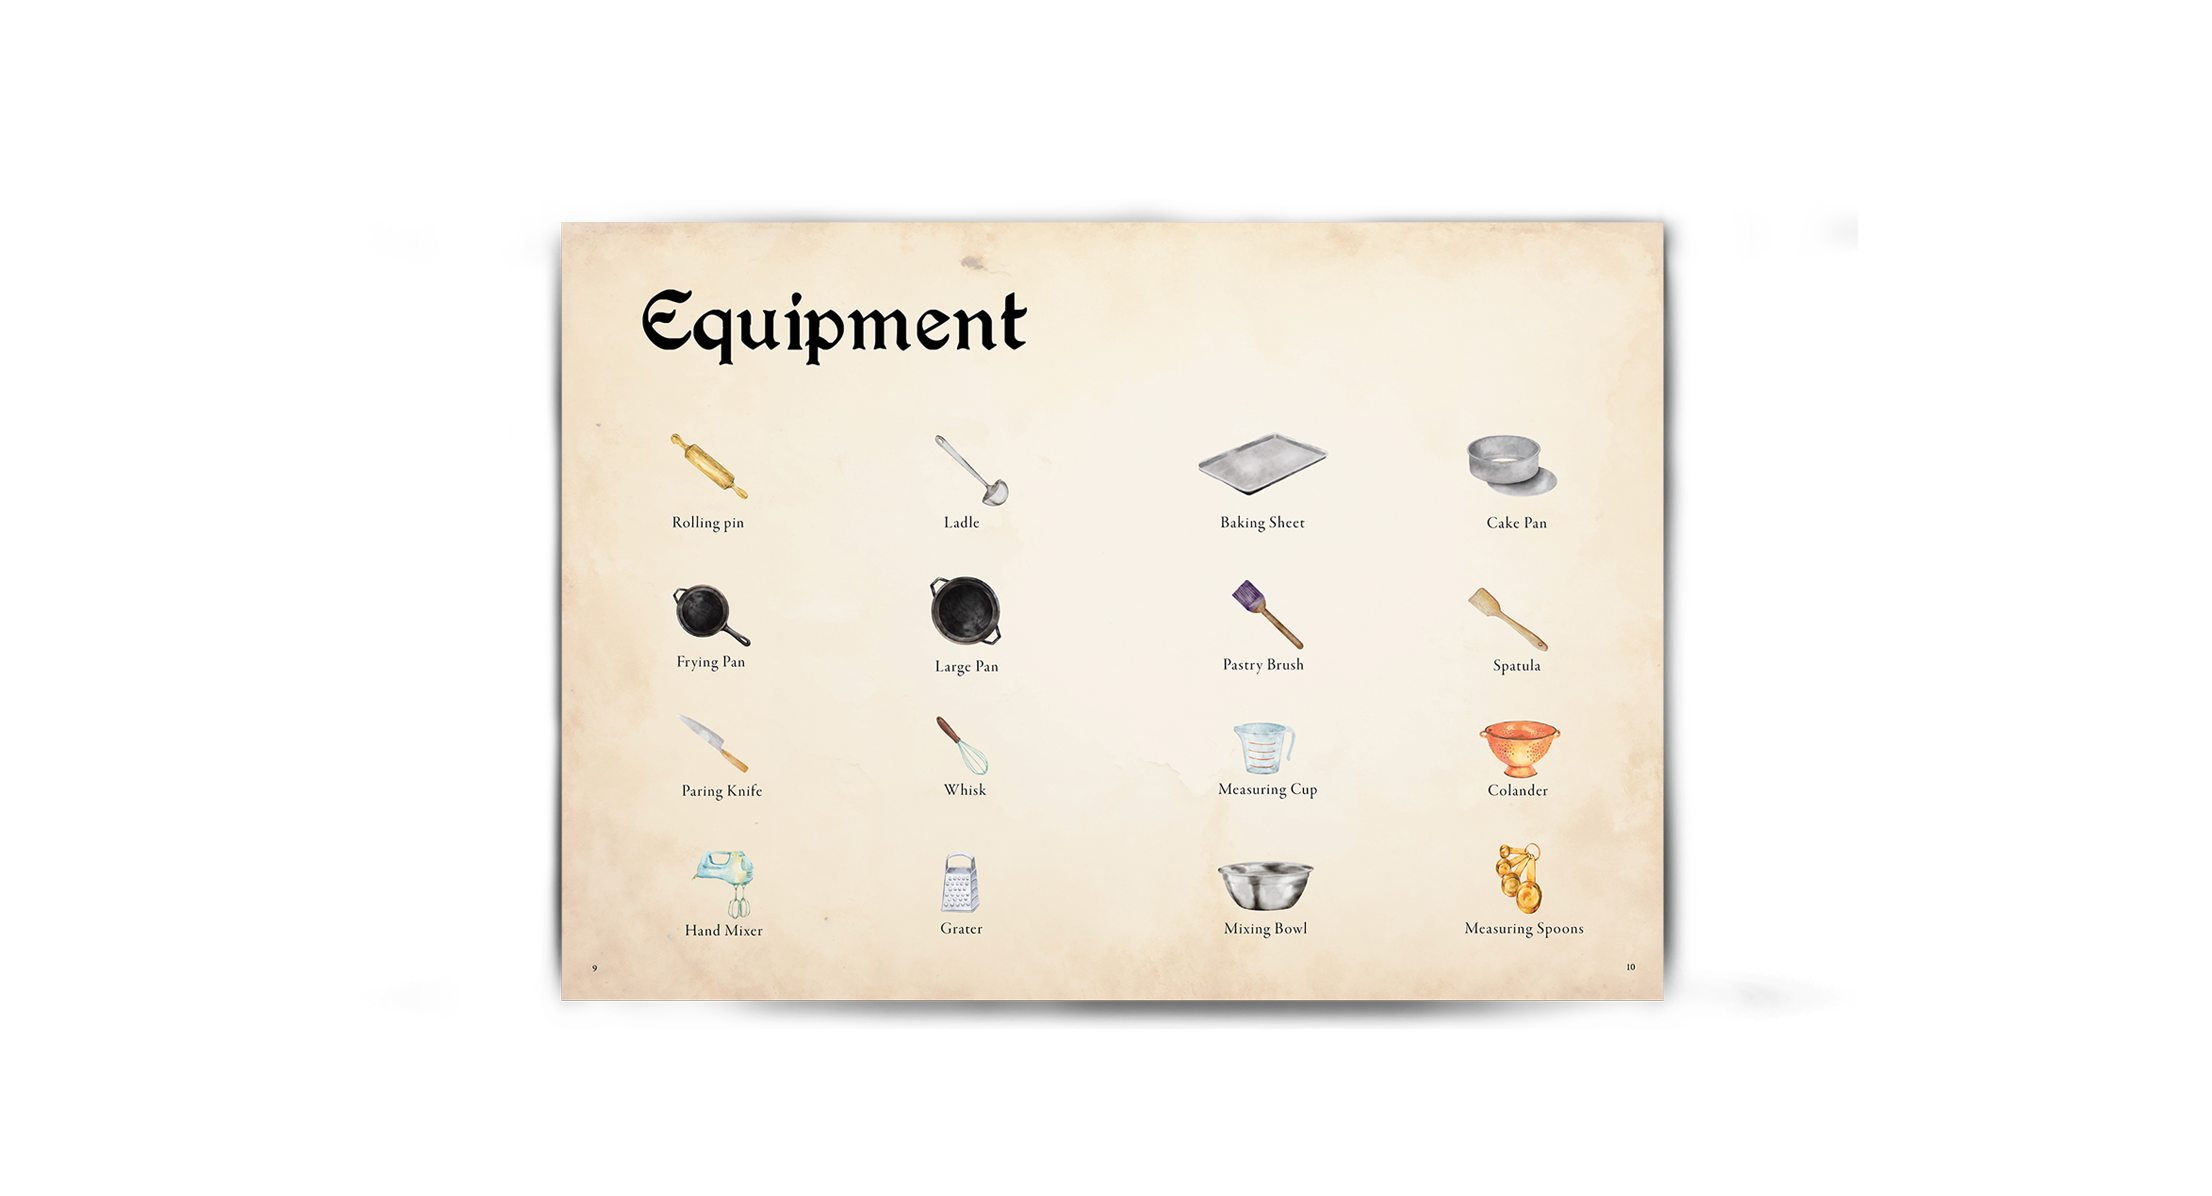 Equipment
Rolling pin
Ladle
Baking Sheet
Cake Pan
Frying Pan
Large Pan
Pastry Brush
Spatula
Paring Knife
Whisk
Measuring Cup
Colander
Hand Mixer
Grater
Mixing Bowl
Measuring Spoons
9
10